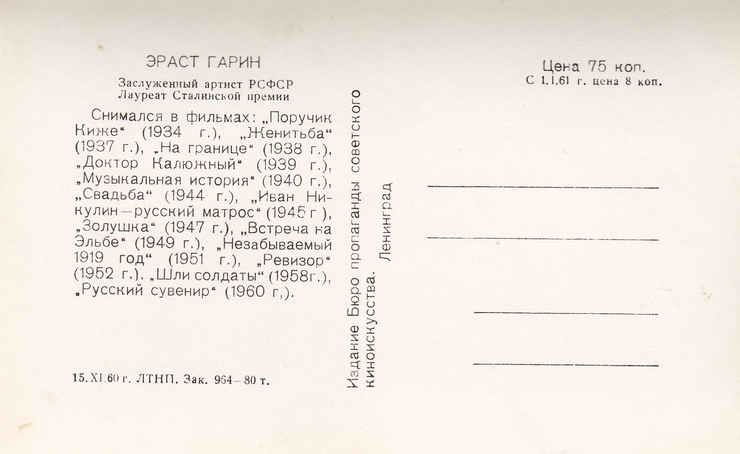 ЭРАСТ ГАРИН
Заслуженный артист РСФСР
Лауреат Сталинской премии
Снимался в фильмах: „Поручик
Киже“ (1934 г.), „Женитьба“
(1937 г.), „На границе“ (1938 г.),
„Доктор Калюжный“ (1939 г.),
„Музыкальная история“ (1940 г.),
„Свадьба“ (1944 г.), „Иван Ни-
кулин—русский матрос“ (1945 г ),
„Золушка“ (1947 г.), „Встреча на
Эльбе“ (1949 г.), „Незабываемый
1919 год“ (1951 г.), „Ревизор“
(1952 г.). „Шли солдаты“ (1958г.),
„Русский сувенир“ (1960 г,).
15.XI.60 г. ЛТНП. Зак. 964—80 т.
Издание Бюро пропаганды советского
киноискусства. Ленинград
Цена 75 коп.
С 1.1.61 г. цена 8 коп.